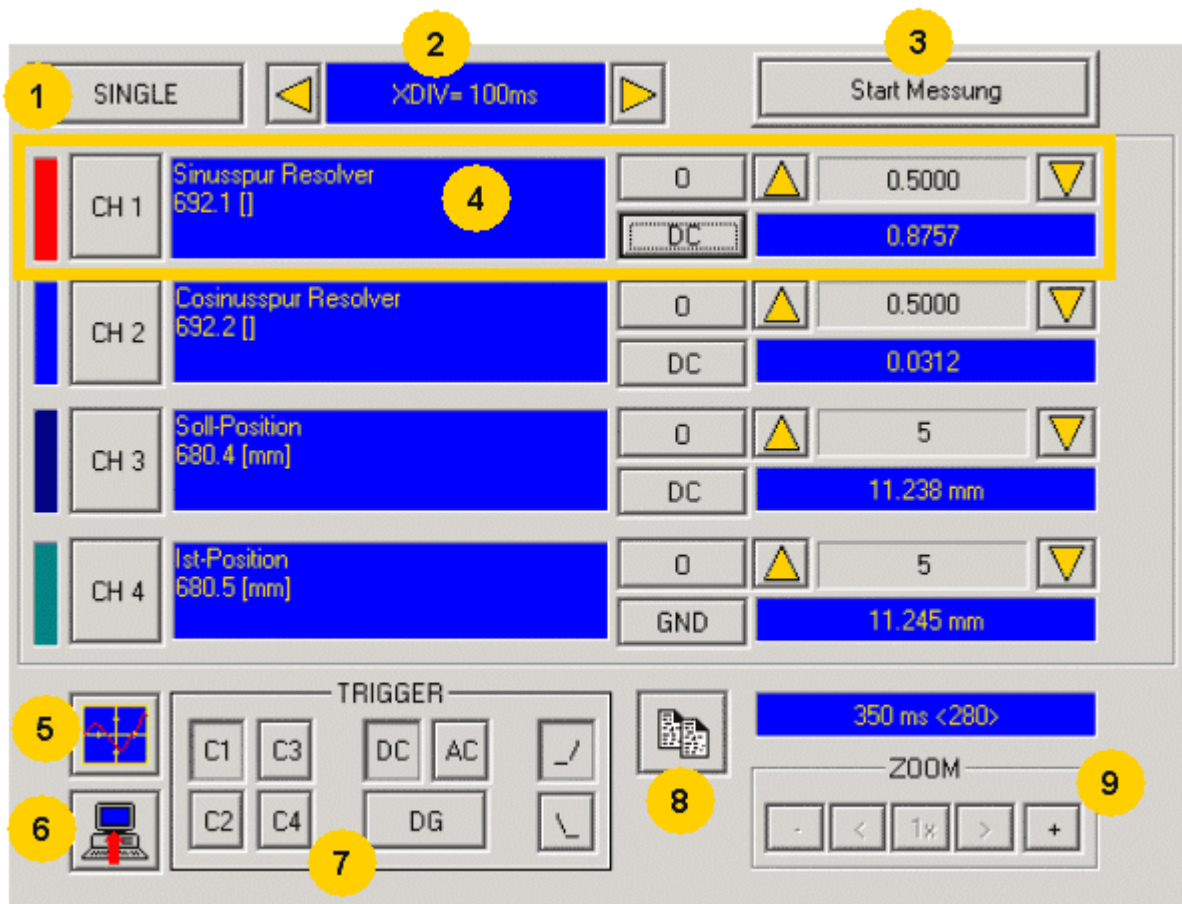 1
SINGLE
2
XDIV= 100ms
3
Start Messung
CH 1
Sinusspur Resolver
692.1 []
4
0
0.5000
DC
0.8757
CH 2
Cosinusspur Resolver
692.2 []
0
0.5000
DC
0.0312
CH 3
Soll-Position
680.4 [mm]
0
5
DC
11.238 mm
CH 4
Ist-Position
680.5 [mm]
0
5
GND
11.245 mm
5
6
TRIGGER
C1 C3 DC AC _/
C2 C4 DG \_
7
8
350 ms <280>
ZOOM
9
- < 1x > +